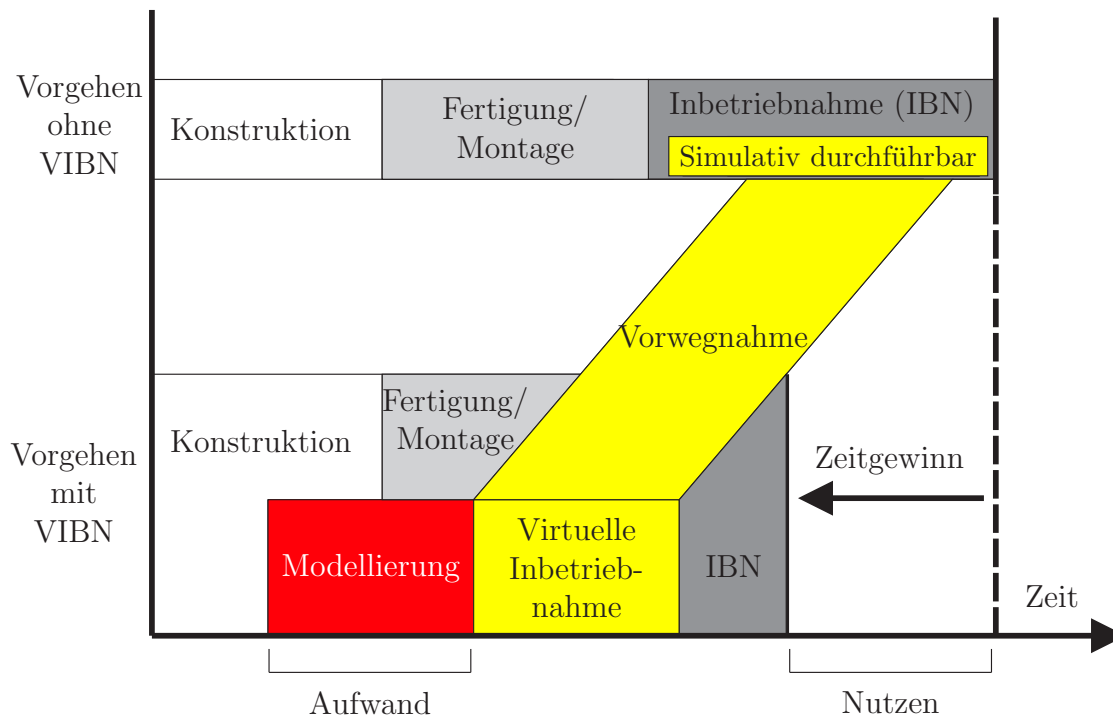 Vorgehen
ohne
VIBN
Konstruktion
Fertigung/
Montage
Inbetriebnahme (IBN)
Simulativ durchführbar
Vorwegnahme
Vorgehen
mit
VIBN
Konstruktion
Fertigung/
Montage
Zeitgewinn
Modellierung
Virtuelle
Inbetrieb-
nahme
IBN
Zeit
Aufwand
Nutzen